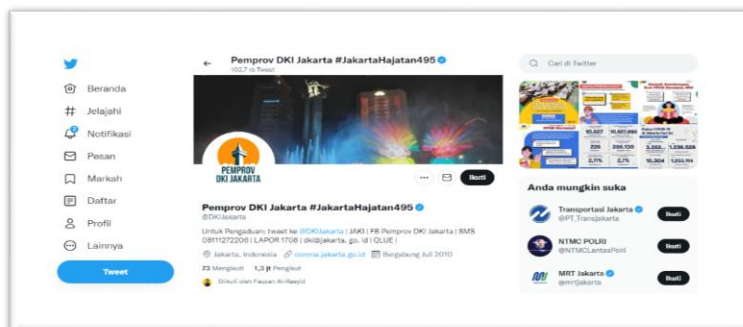 Pemprov DKI Jakarta #JakartaHajatan495
192,7 rb Tweet
Cari di Twitter
Beranda
Jelajahi
Notifikasi
Pesan
Markah
Daftar
Profil
Lainnya
Tweet
PEMPROV
DKI JAKARTA
Ikuti
Pemprov DKI Jakarta #JakartaHajatan495
@DKIJakarta
Untuk Pengaduan: tweet ke @DKIJakarta | JAKI | FB Pemprov DKI Jakarta | SMS
08111272206 | LAPOR 1708 | dki@jakarta. go. id | QLUE |
Jakarta, Indonesia corona.jakarta.go.id Bergabung Juli 2010
73 Mengikuti 1,3 jt Pengikut
Diikuti oleh Fauzan Al-Rasyid
Anda mungkin suka
Transportasi Jakarta
@PT_Transjakarta
Ikuti
NTMC POLRI
@NTMCLantasPolri
Ikuti
MRT Jakarta
@mrtjakarta
Ikuti